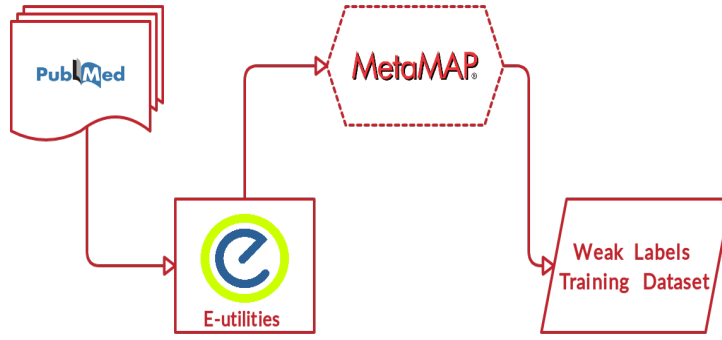 PubMed
MetaMAP®
E-utilities
Weak Labels
Training Dataset